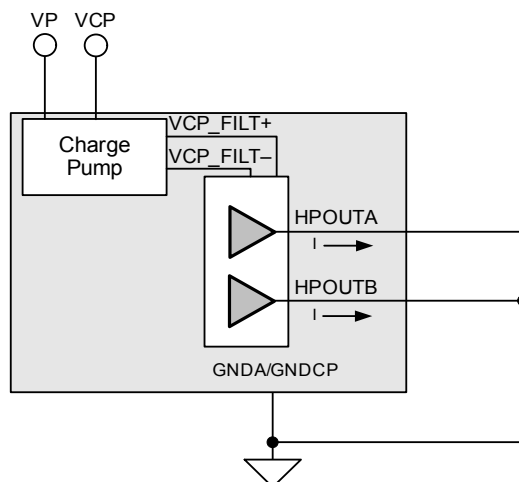 VP VCP
Charge
Pump
VCP_FILT+
VCP_FILT–
HPOUTA
I
HPOUTB
I
GNDA/GNDCP